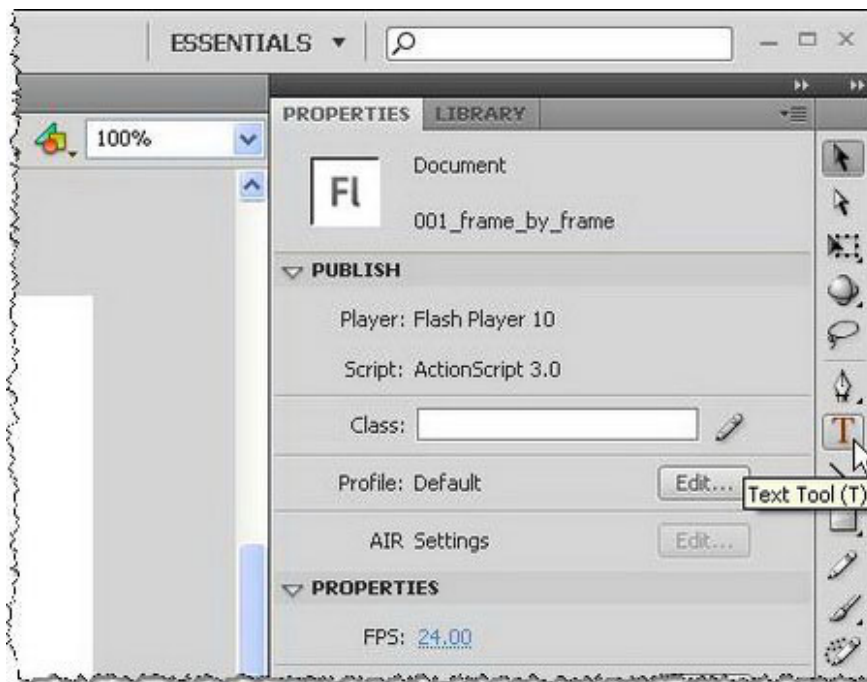 ESSENTIALS
PROPERTIES LIBRARY
100%
Fl
Document
001_frame_by_frame
PUBLISH
Player: Flash Player 10
Script: ActionScript 3.0
Class:
T
Profile: Default Edit...
Text Tool (T)
AIR Settings Edit...
PROPERTIES
FPS: 24.00